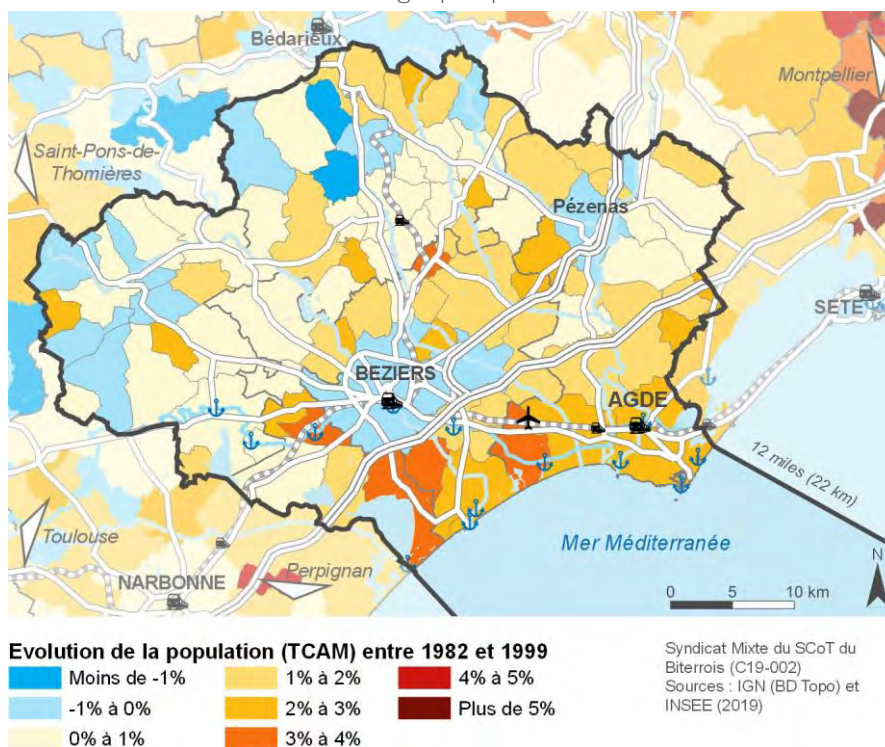 Bédarieux
Montpellier
Saint-Pons-de-
Thomières
Pézenas
SETE
BEZIERS
AGDE
12 miles (22 km)
Toulouse
Mer Méditerranée
Perpignan
NARBONNE
N
0 5 10 km
Evolution de la population (TCAM) entre 1982 et 1999
Moins de -1%
-1% à 0%
0% à 1%
1% à 2%
2% à 3%
3% à 4%
4% à 5%
Plus de 5%
Syndicat Mixte du SCoT du
Biterrois (C19-002)
Sources : IGN (BD Topo) et
INSEE (2019)